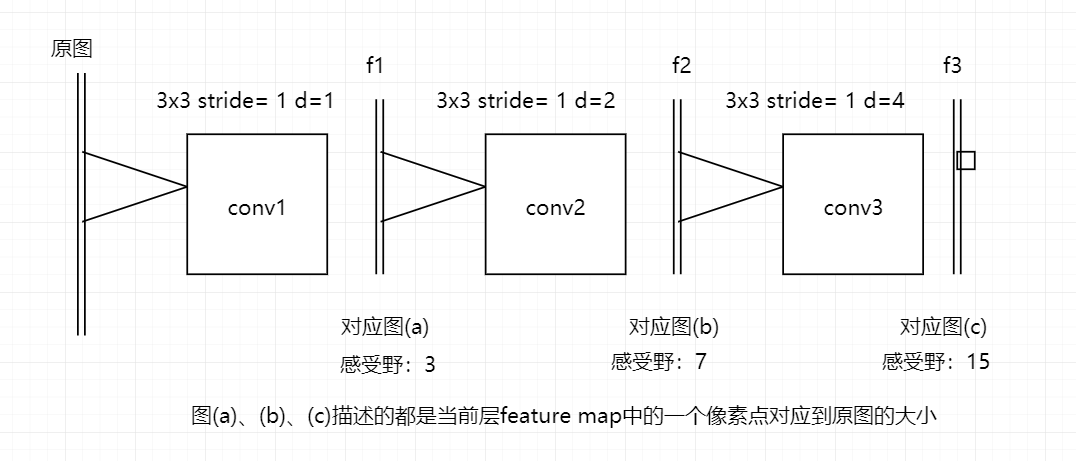 原图
f1
f2
f3
3x3 stride= 1 d=1
3x3 stride= 1 d=2
3x3 stride= 1 d=4
conv1
conv2
conv3
对应图(a)
对应图(b)
对应图(c)
感受野：3
感受野：7
感受野：15
图(a)、(b)、(c)描述的都是当前层feature map中的一个像素点对应到原图的大小